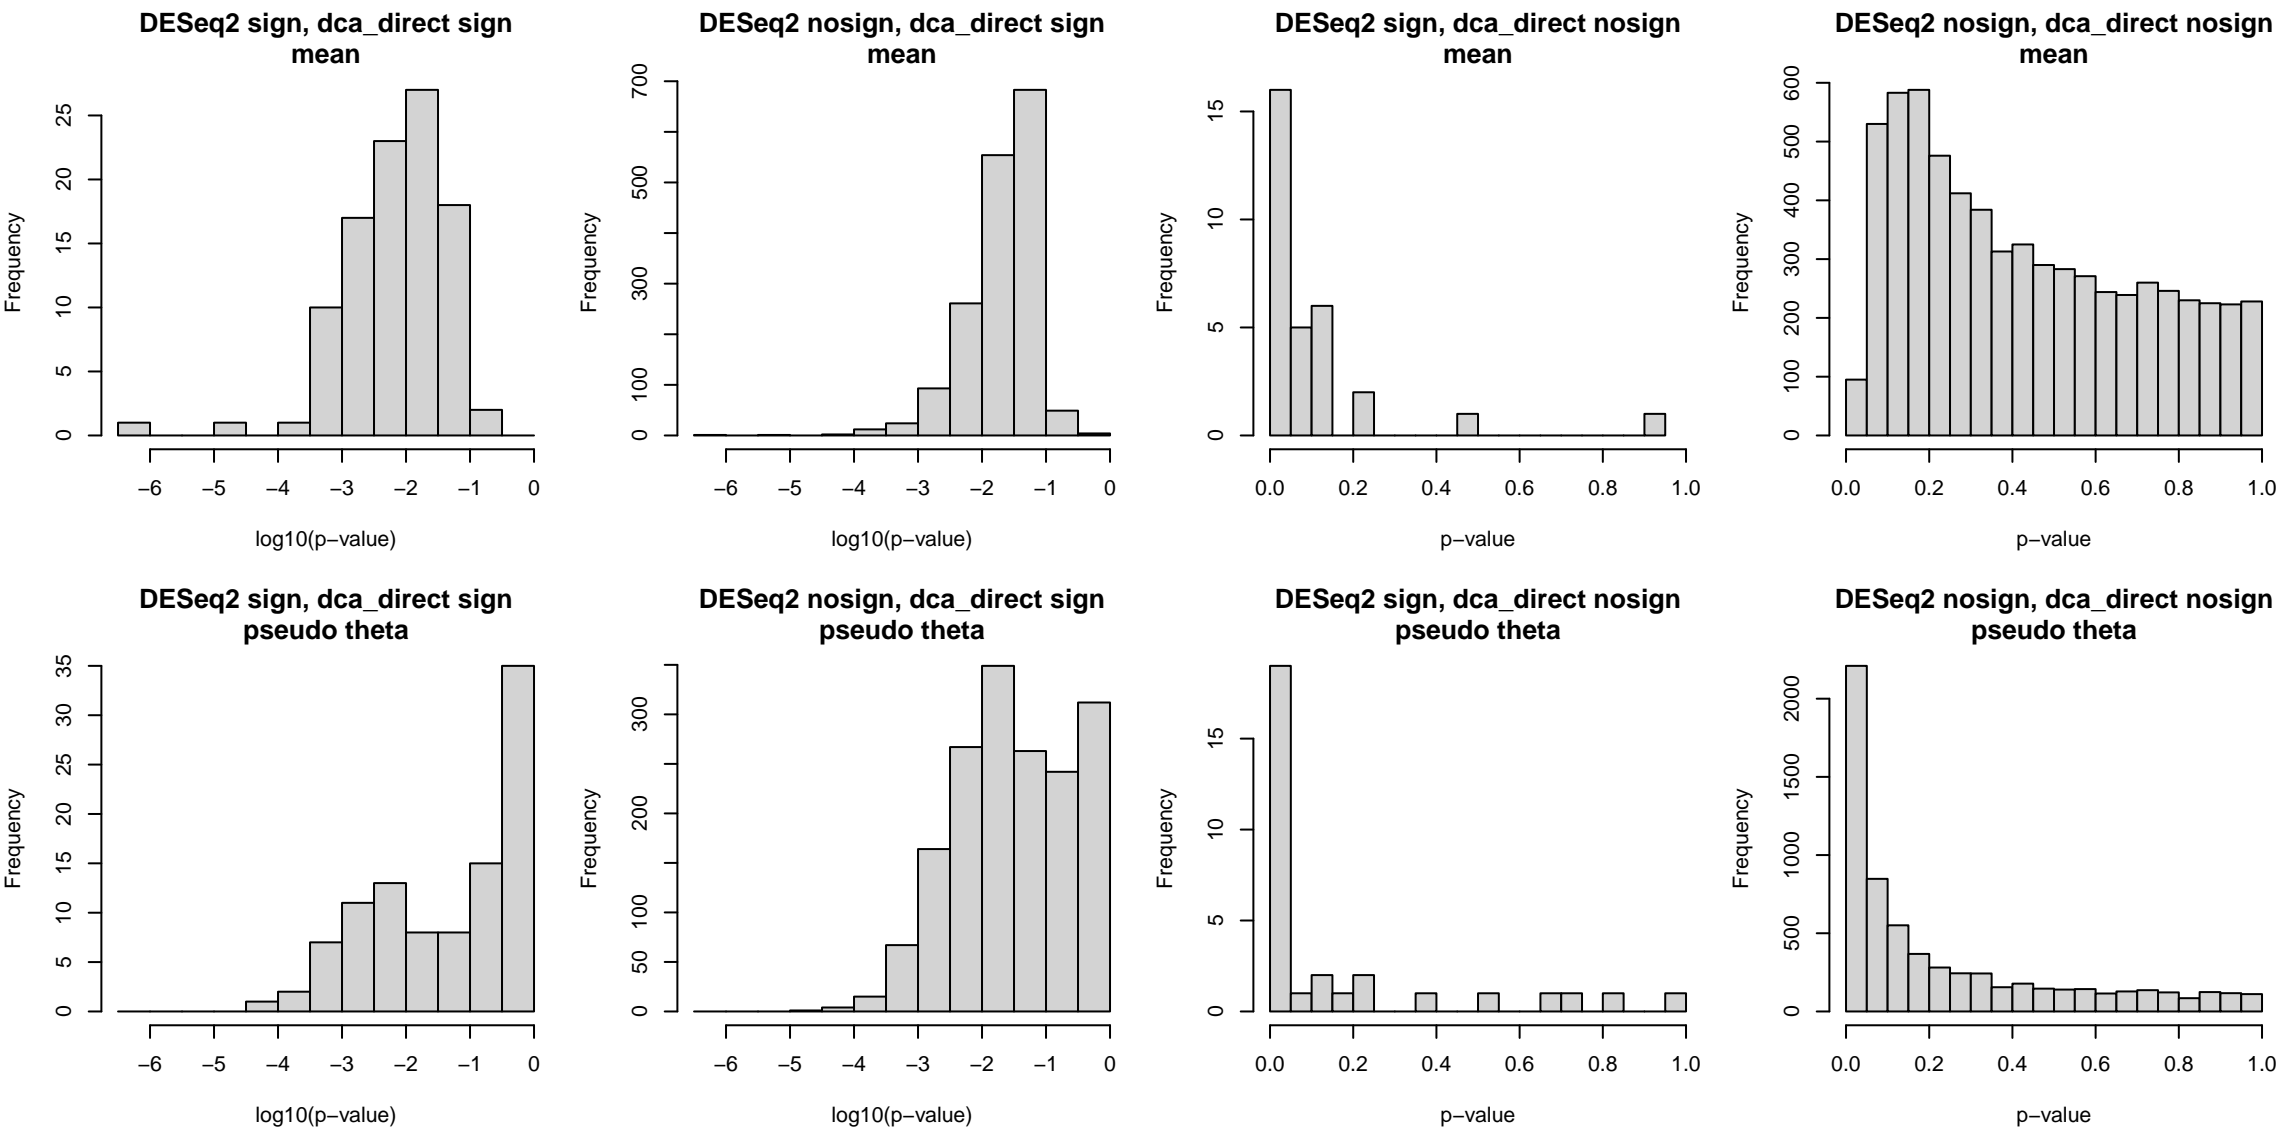 DESeq2 sign, dca_direct sign
mean
Frequency
0 5 10 15 20 25
−6 −5 −4 −3 −2 −1 0
log10(p−value)
DESeq2 nosign, dca_direct sign
mean
Frequency
0 100 300 500 700
−6 −5 −4 −3 −2 −1 0
log10(p−value)
DESeq2 sign, dca_direct nosign
mean
Frequency
0 5 10 15
0.0 0.2 0.4 0.6 0.8 1.0
p−value
DESeq2 nosign, dca_direct nosign
mean
Frequency
0 100 200 300 400 500 600
0.0 0.2 0.4 0.6 0.8 1.0
p−value
DESeq2 sign, dca_direct sign
pseudo theta
Frequency
0 5 10 15 20 25 30 35
−6 −5 −4 −3 −2 −1 0
log10(p−value)
DESeq2 nosign, dca_direct sign
pseudo theta
Frequency
0 50 100 200 300
−6 −5 −4 −3 −2 −1 0
log10(p−value)
DESeq2 sign, dca_direct nosign
pseudo theta
Frequency
0 5 10 15
0.0 0.2 0.4 0.6 0.8 1.0
p−value
DESeq2 nosign, dca_direct nosign
pseudo theta
Frequency
0 500 1000 1500 2000
0.0 0.2 0.4 0.6 0.8 1.0
p−value